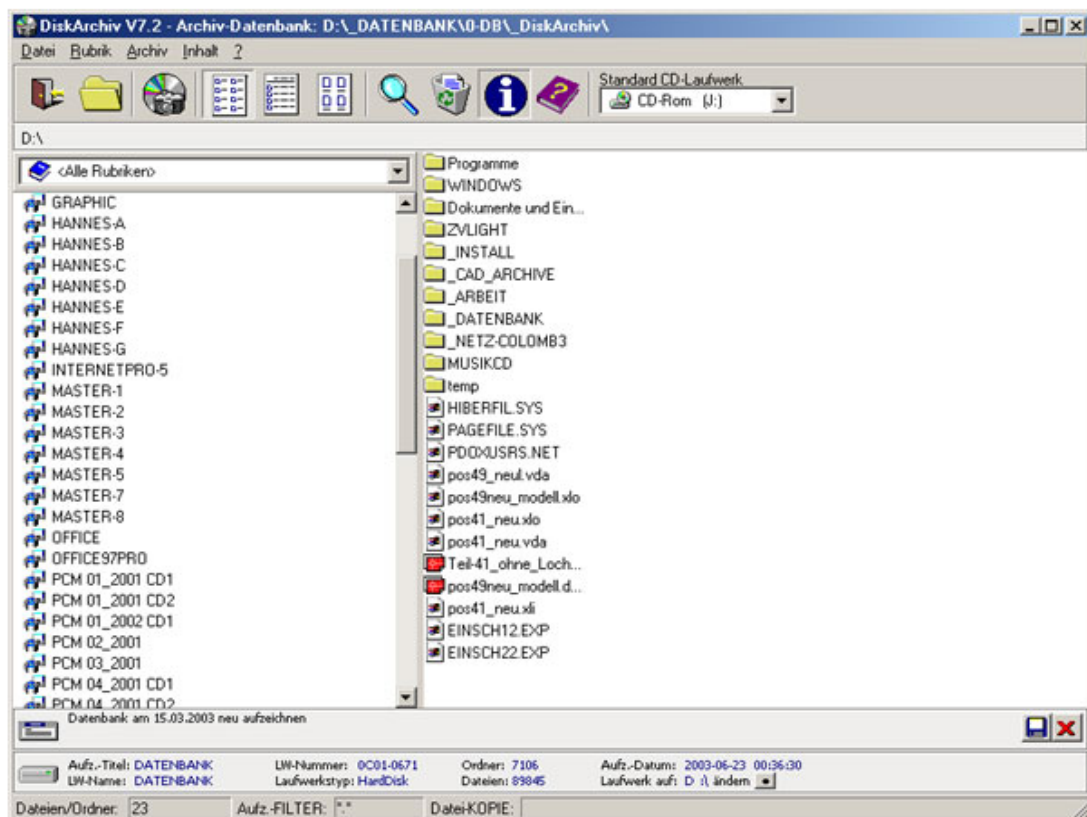 DiskArchiv V7.2 - Archiv-Datenbank: D:\_DATENBANK\0-DB\_DiskArchiv\
Datei Rubrik Archiv Inhalt ?
Standard CD-Laufwerk
CD-Rom (J:)
D:\
<Alle Rubriken>
GRAPHIC
HANNES-A
HANNES-B
HANNES-C
HANNES-D
HANNES-E
HANNES-F
HANNES-G
INTERNETPRO-5
MASTER-1
MASTER-2
MASTER-3
MASTER-4
MASTER-5
MASTER-7
MASTER-8
OFFICE
OFFICE97PRO
PCM 01_2001 CD1
PCM 01_2001 CD2
PCM 01_2002 CD1
PCM 02_2001
PCM 03_2001
PCM 04_2001 CD1
PCM 04_2001 CD2
Programme
WINDOWS
Dokumente und Ein...
ZVLIGHT
_INSTALL
_CAD_ARCHIVE
_ARBEIT
_DATENBANK
_NETZ-COLOMB3
MUSIKCD
temp
HIBERFIL.SYS
PAGEFILE.SYS
PDOXUSRS.NET
pos49_neul.vda
pos49neu_modell.xlo
pos41_neu.xlo
pos41_neu.vda
Teil-41_ohne_Loch...
pos49neu_modell.d...
pos41_neu.xli
EINSCH12.EXP
EINSCH22.EXP
Datenbank am 15.03.2003 neu aufzeichnen
Aufz.-Titel: DATENBANK LW-Nummer: 0C01-0671 Ordner: 7106 Aufz.-Datum: 2003-06-23 00:36:30
LW-Name: DATENBANK Laufwerkstyp: HardDisk Dateien: 89845 Laufwerk auf: D :\ ändern
Dateien/Ordner: 23 Aufz.-FILTER: *.* Datei-KOPIE: